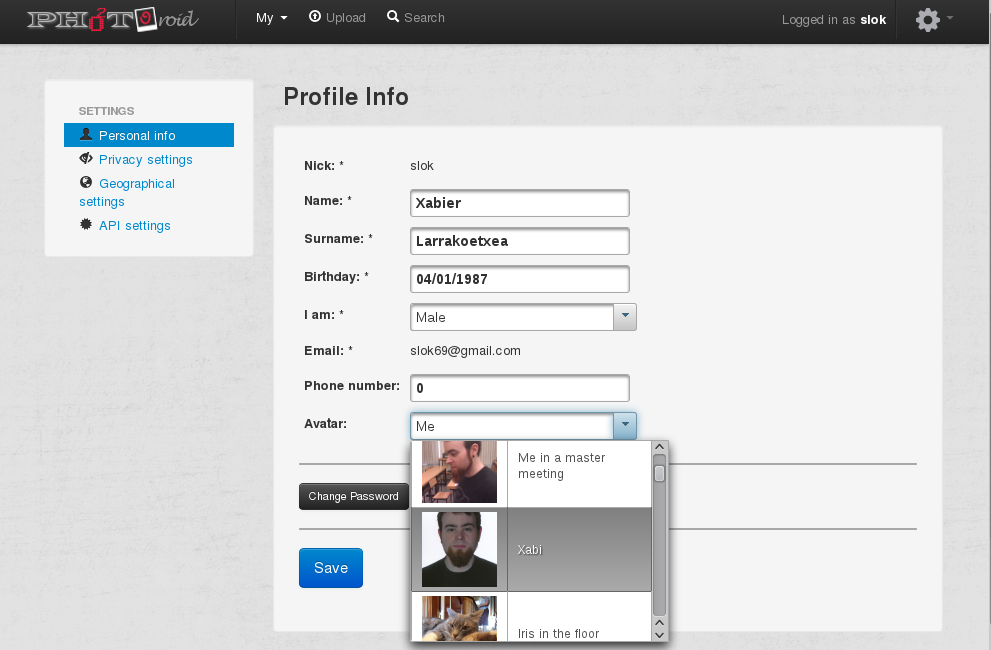 PHOTOroid
My Upload Search Logged in as slok
SETTINGS
Personal info
Privacy settings
Geographical
settings
API settings
Profile Info
Nick: * slok
Name: * Xabier
Surname: * Larrakoetxea
Birthday: * 04/01/1987
I am: * Male
Email: * slok69@gmail.com
Phone number: 0
Avatar: Me
Me in a master
meeting
Xabi
Iris in the floor
Change Password
Save